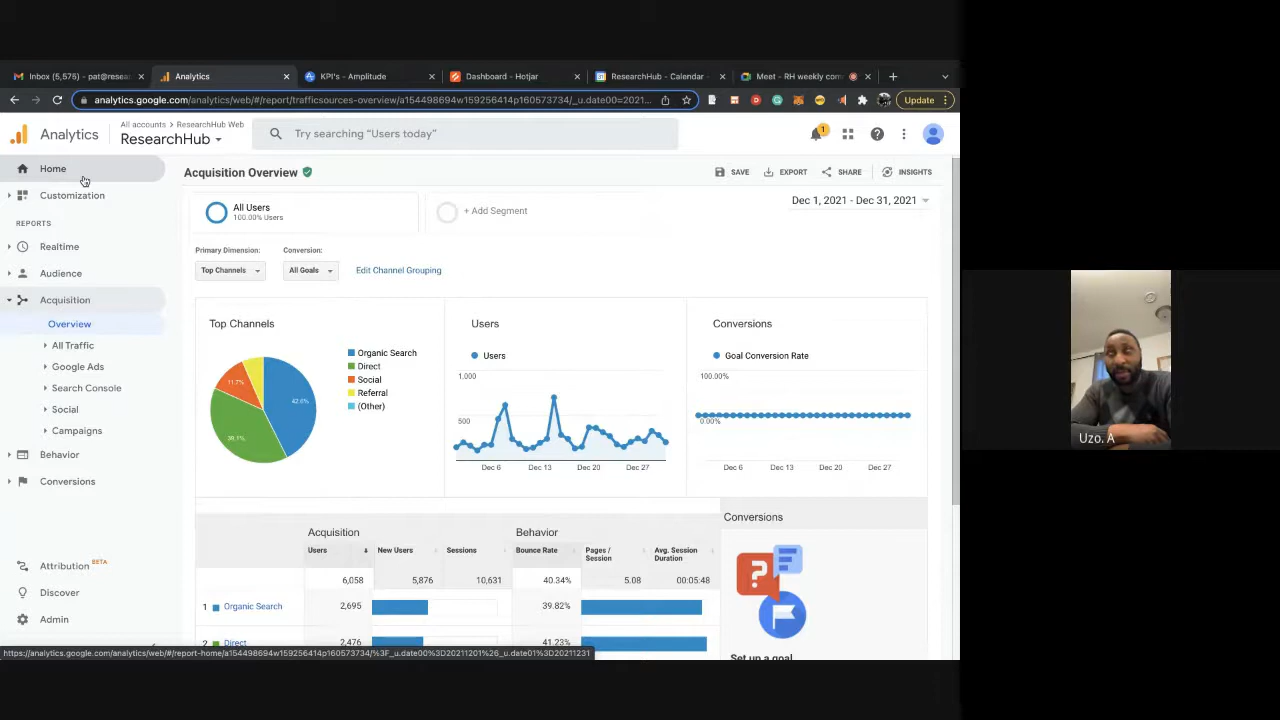 Inbox (5,575) - pat@resea
Analytics
KPI's - Amplitude
Dashboard - Hotjar
ResearchHub - Calendar
Meet - RH weekly com
analytics.google.com/analytics/web/#/report/trafficsources-overview/a154498694w159256414p160573734/_u.date00=2021...
Update
Analytics
All accounts > ResearchHub Web
ResearchHub
Try searching “Users today”
1
Home
Customization
REPORTS
Realtime
Audience
Acquisition
Overview
All Traffic
Google Ads
Search Console
Social
Campaigns
Behavior
Conversions
Attribution BETA
Discover
Admin
Acquisition Overview
SAVE
EXPORT
SHARE
INSIGHTS
All Users
100.00% Users
+ Add Segment
Dec 1, 2021 - Dec 31, 2021
Primary Dimension:
Conversion:
Top Channels
All Goals
Edit Channel Grouping
Top Channels
Organic Search
Direct
Social
Referral
(Other)
11.7%
Users
Users
1,000
500
Dec 6 Dec 13 Dec 20 Dec 27
Conversions
Goal Conversion Rate
100.00%
0.00%
Dec 6 Dec 13 Dec 20 Dec 27
Acquisition Behavior Conversions
Users New Users Sessions Bounce Rate Pages / Session Avg. Session Duration
6,058 5,876 10,631 40.34% 5.08 00:05:48
1 Organic Search 2,695 39.82%
2 Direct 2,476 41.23%
Set up a goal
https://analytics.google.com/analytics/web/#/report-home/a154498694w159256414p160573734/%3F_u.date00%3D20211201%26_u.date01%3D20211231
Uzo. A